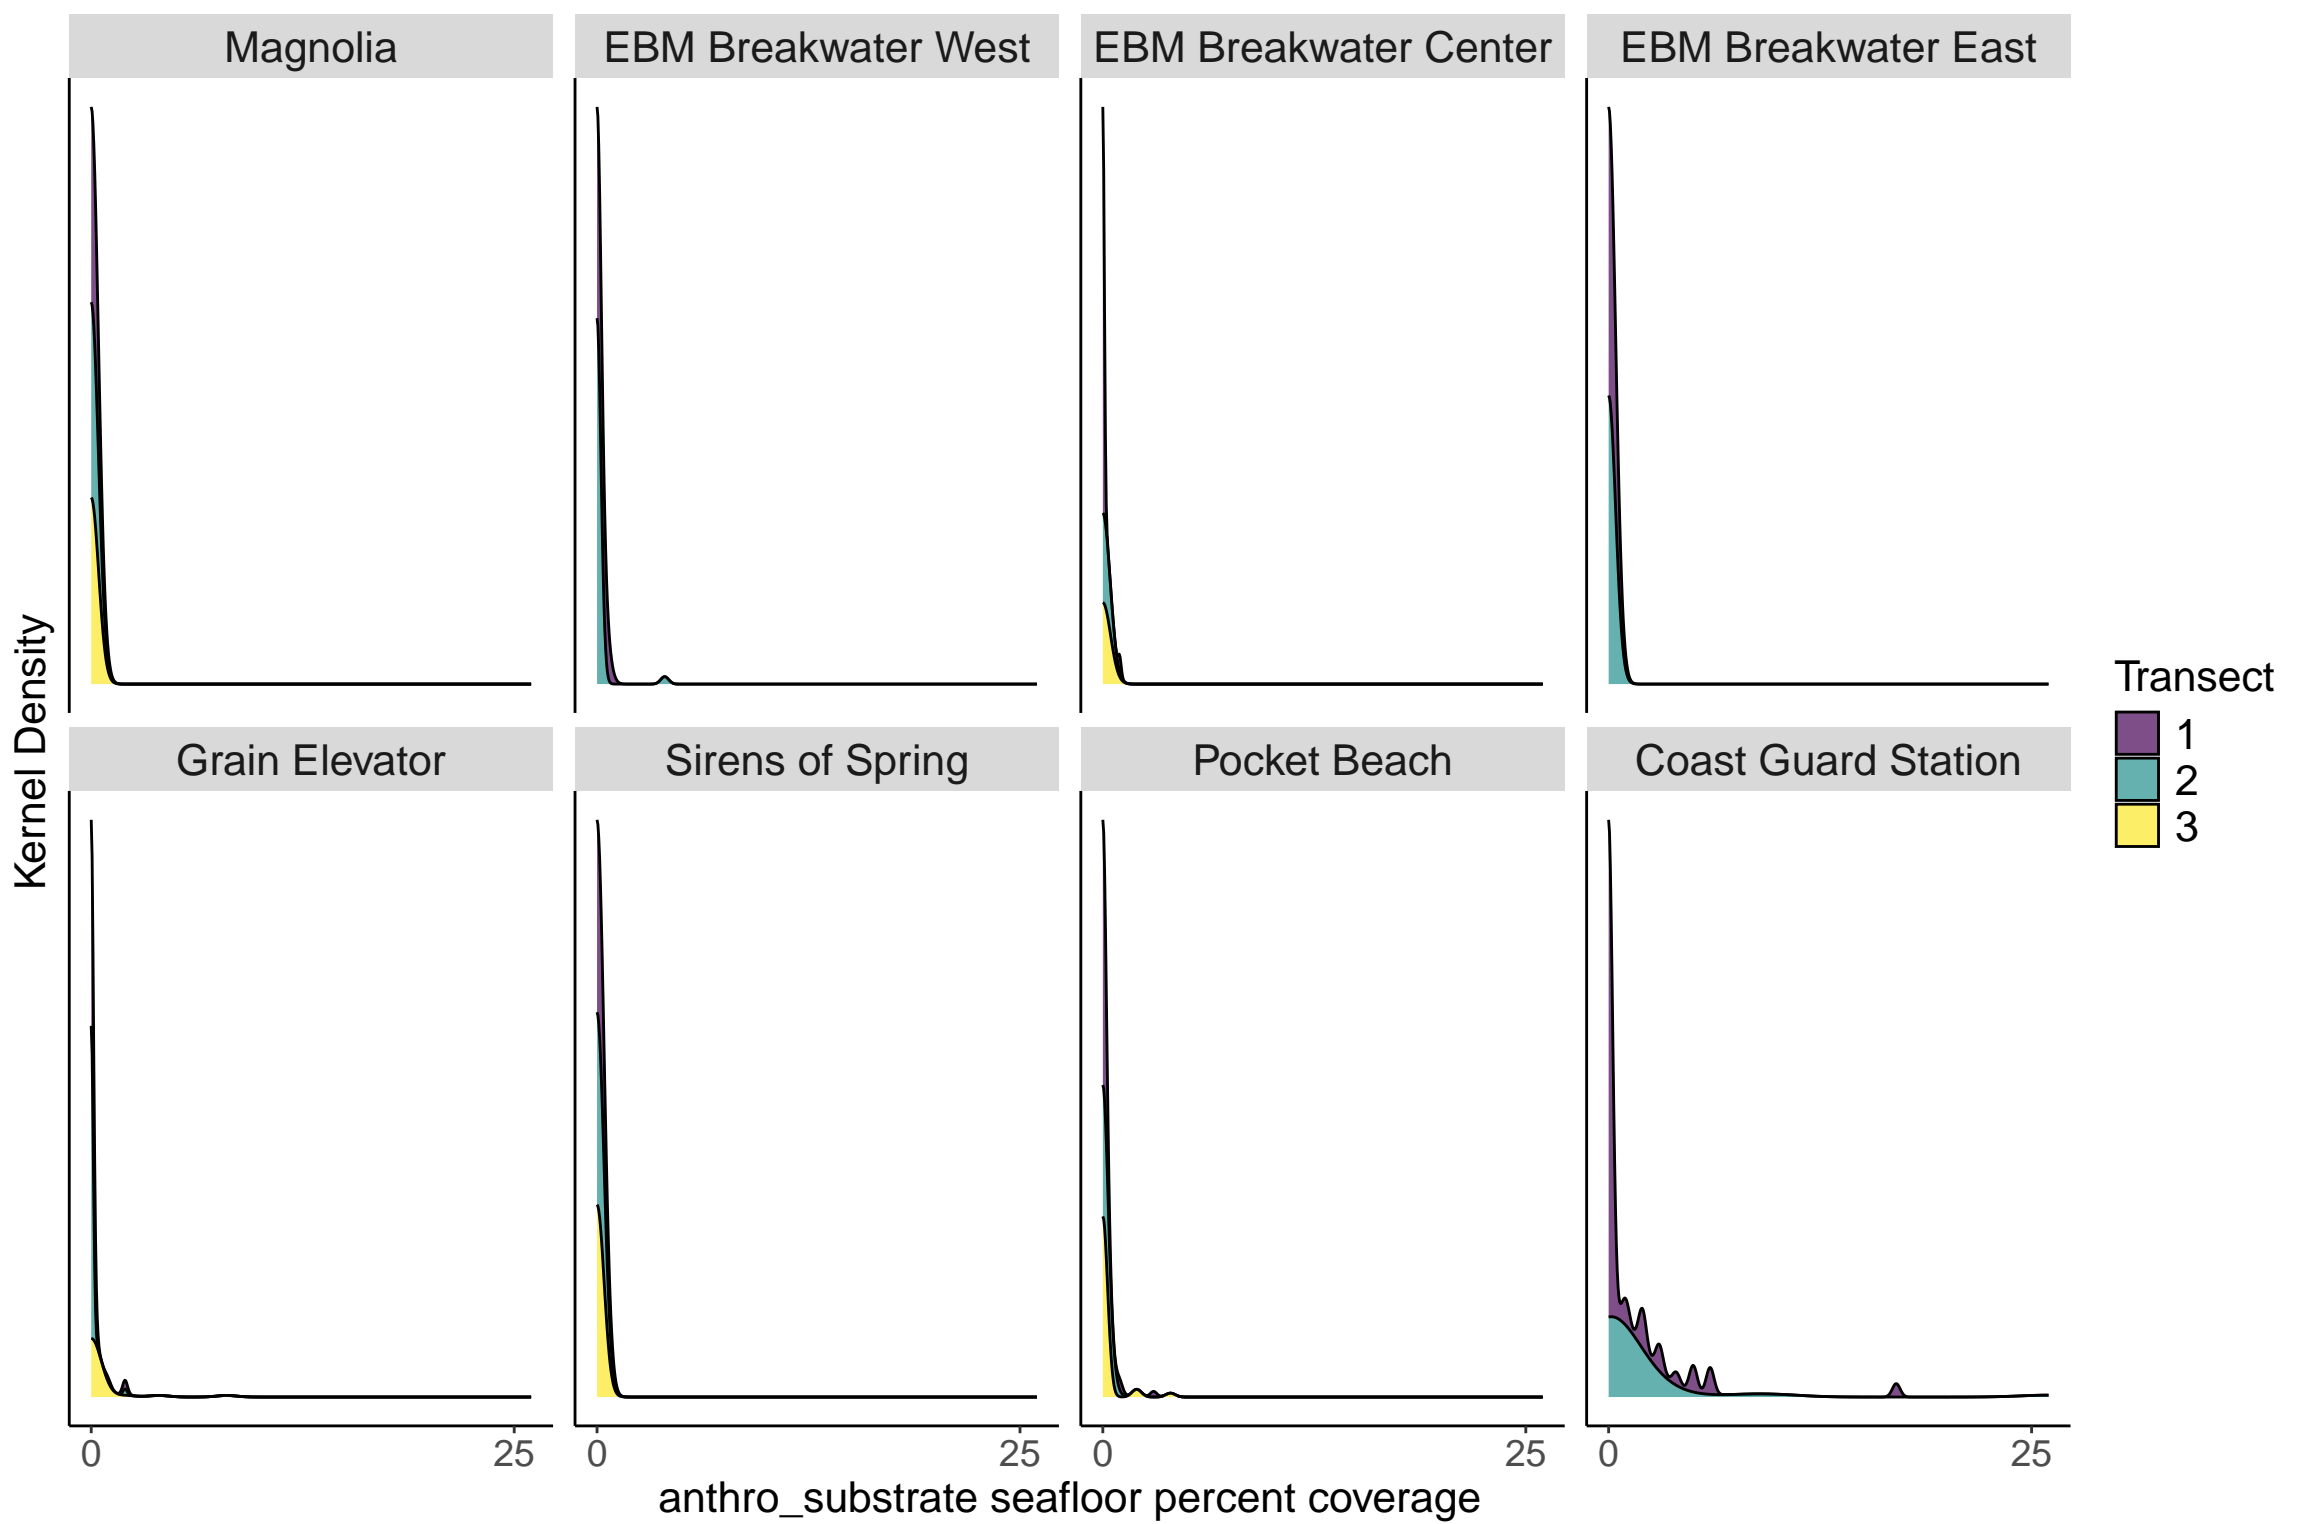 Magnolia
EBM Breakwater West
EBM Breakwater Center
EBM Breakwater East
Grain Elevator
Sirens of Spring
Pocket Beach
Coast Guard Station
Kernel Density
0
25
0
25
0
25
0
25
anthro_substrate seafloor percent coverage
Transect
1
2
3